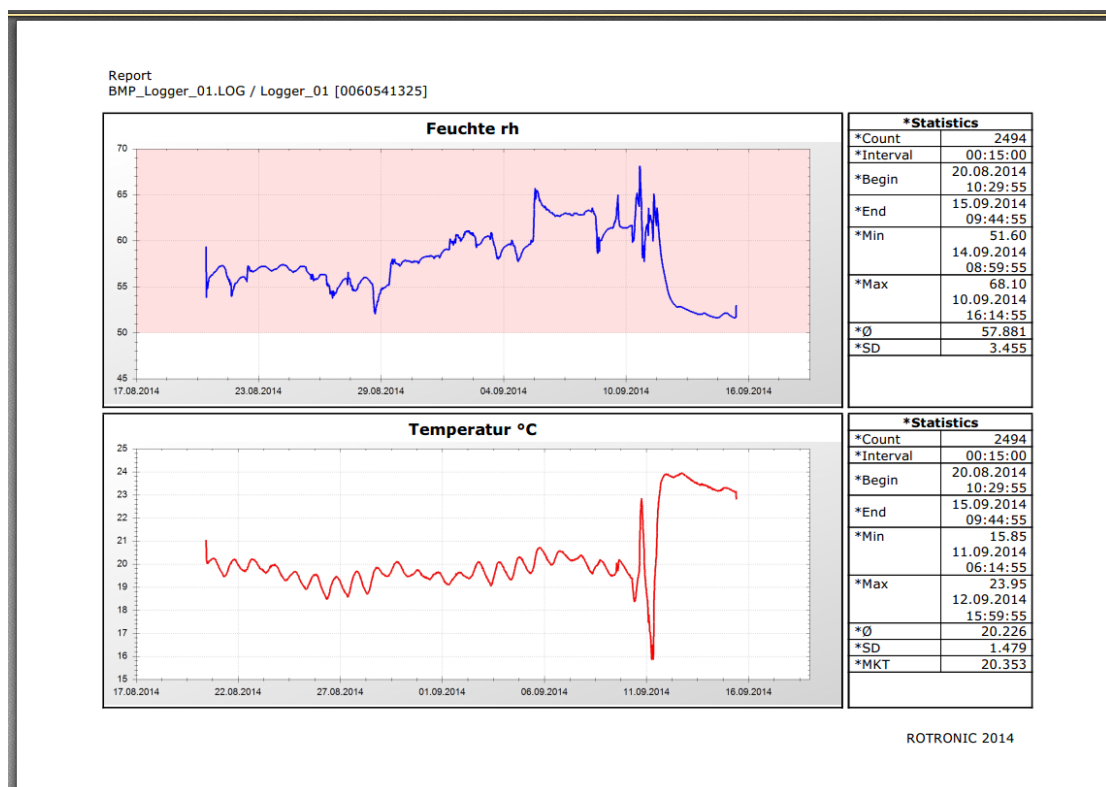 Report
BMP_Logger_01.LOG / Logger_01 [0060541325]
Feuchte rh
70
65
60
55
50
45
17.08.2014 23.08.2014 29.08.2014 04.09.2014 10.09.2014 16.09.2014
*Statistics
*Count 2494
*Interval 00:15:00
*Begin 20.08.2014
10:29:55
*End 15.09.2014
09:44:55
*Min 51.60
14.09.2014
08:59:55
*Max 68.10
10.09.2014
16:14:55
*Ø 57.881
*SD 3.455
Temperatur °C
25
24
23
22
21
20
19
18
17
16
15
17.08.2014 22.08.2014 27.08.2014 01.09.2014 06.09.2014 11.09.2014 16.09.2014
*Statistics
*Count 2494
*Interval 00:15:00
*Begin 20.08.2014
10:29:55
*End 15.09.2014
09:44:55
*Min 15.85
11.09.2014
06:14:55
*Max 23.95
12.09.2014
15:59:55
*Ø 20.226
*SD 1.479
*MKT 20.353
ROTRONIC 2014